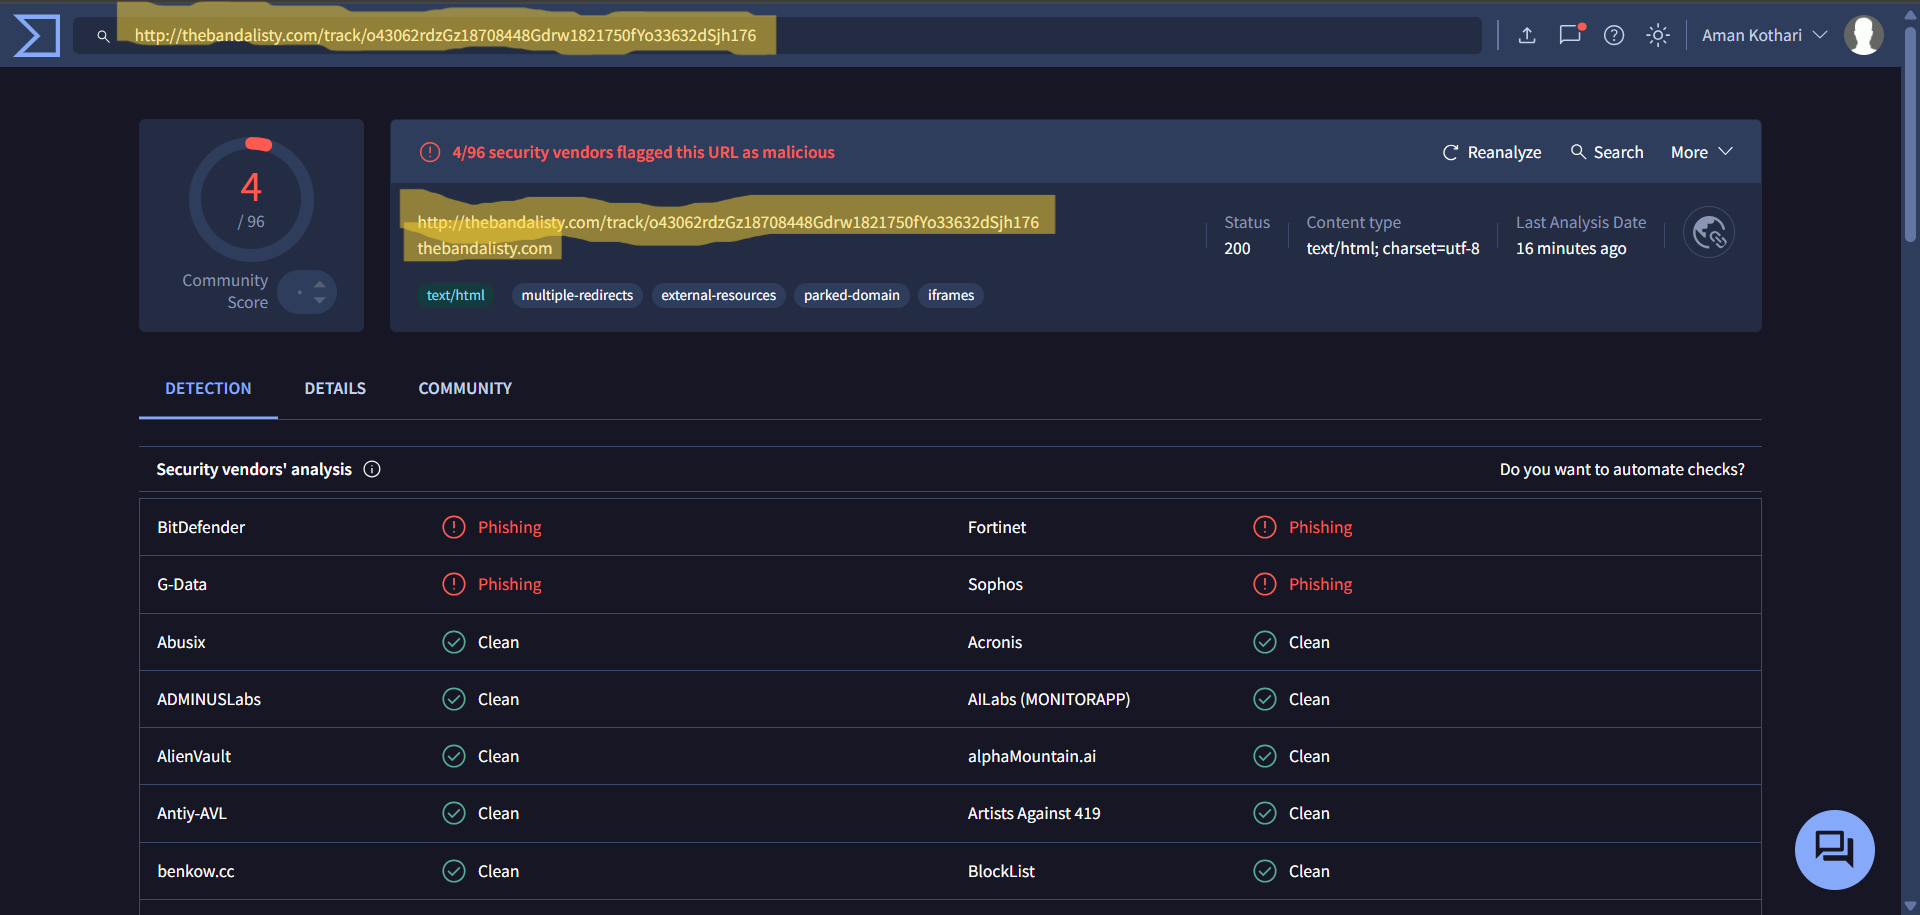 http://thebandalisty.com/track/o43062rdzGz18708448Gdrw1821750fYo33632dSjh176
Aman Kothari
4
/ 96
Community
Score
4/96 security vendors flagged this URL as malicious
Reanalyze
Search
More
http://thebandalisty.com/track/o43062rdzGz18708448Gdrw1821750fYo33632dSjh176
thebandalisty.com
Status
200
Content type
text/html; charset=utf-8
Last Analysis Date
16 minutes ago
text/html
multiple-redirects
external-resources
parked-domain
iframes
DETECTION
DETAILS
COMMUNITY
Security vendors' analysis
Do you want to automate checks?
BitDefender
Phishing
Fortinet
Phishing
G-Data
Phishing
Sophos
Phishing
Abusix
Clean
Acronis
Clean
ADMINUSLabs
Clean
AILabs (MONITORAPP)
Clean
AlienVault
Clean
alphaMountain.ai
Clean
Antiy-AVL
Clean
Artists Against 419
Clean
benkow.cc
Clean
BlockList
Clean